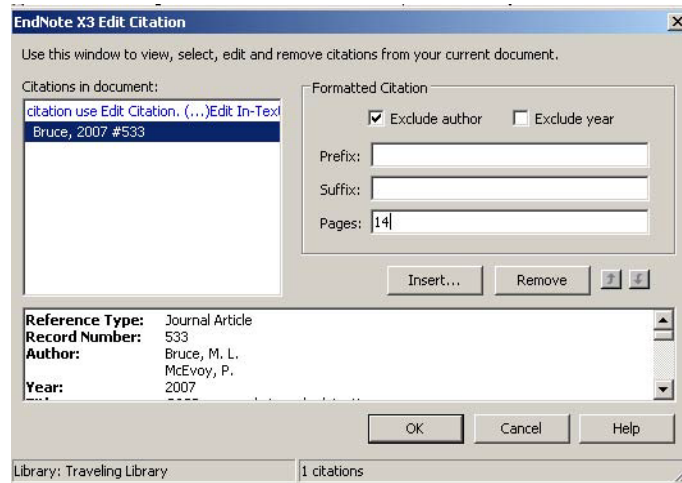 EndNote X3 Edit Citation
Use this window to view, select, edit and remove citations from your current document.
Citations in document:
citation use Edit Citation. (...)Edit In-Text
Bruce, 2007 #533
Formatted Citation
Exclude author Exclude year
Prefix:
Suffix:
Pages: 14
Insert... Remove
Reference Type: Journal Article
Record Number: 533
Author: Bruce, M. L.
McEvoy, P.
Year: 2007
OK Cancel Help
Library: Traveling Library 1 citations